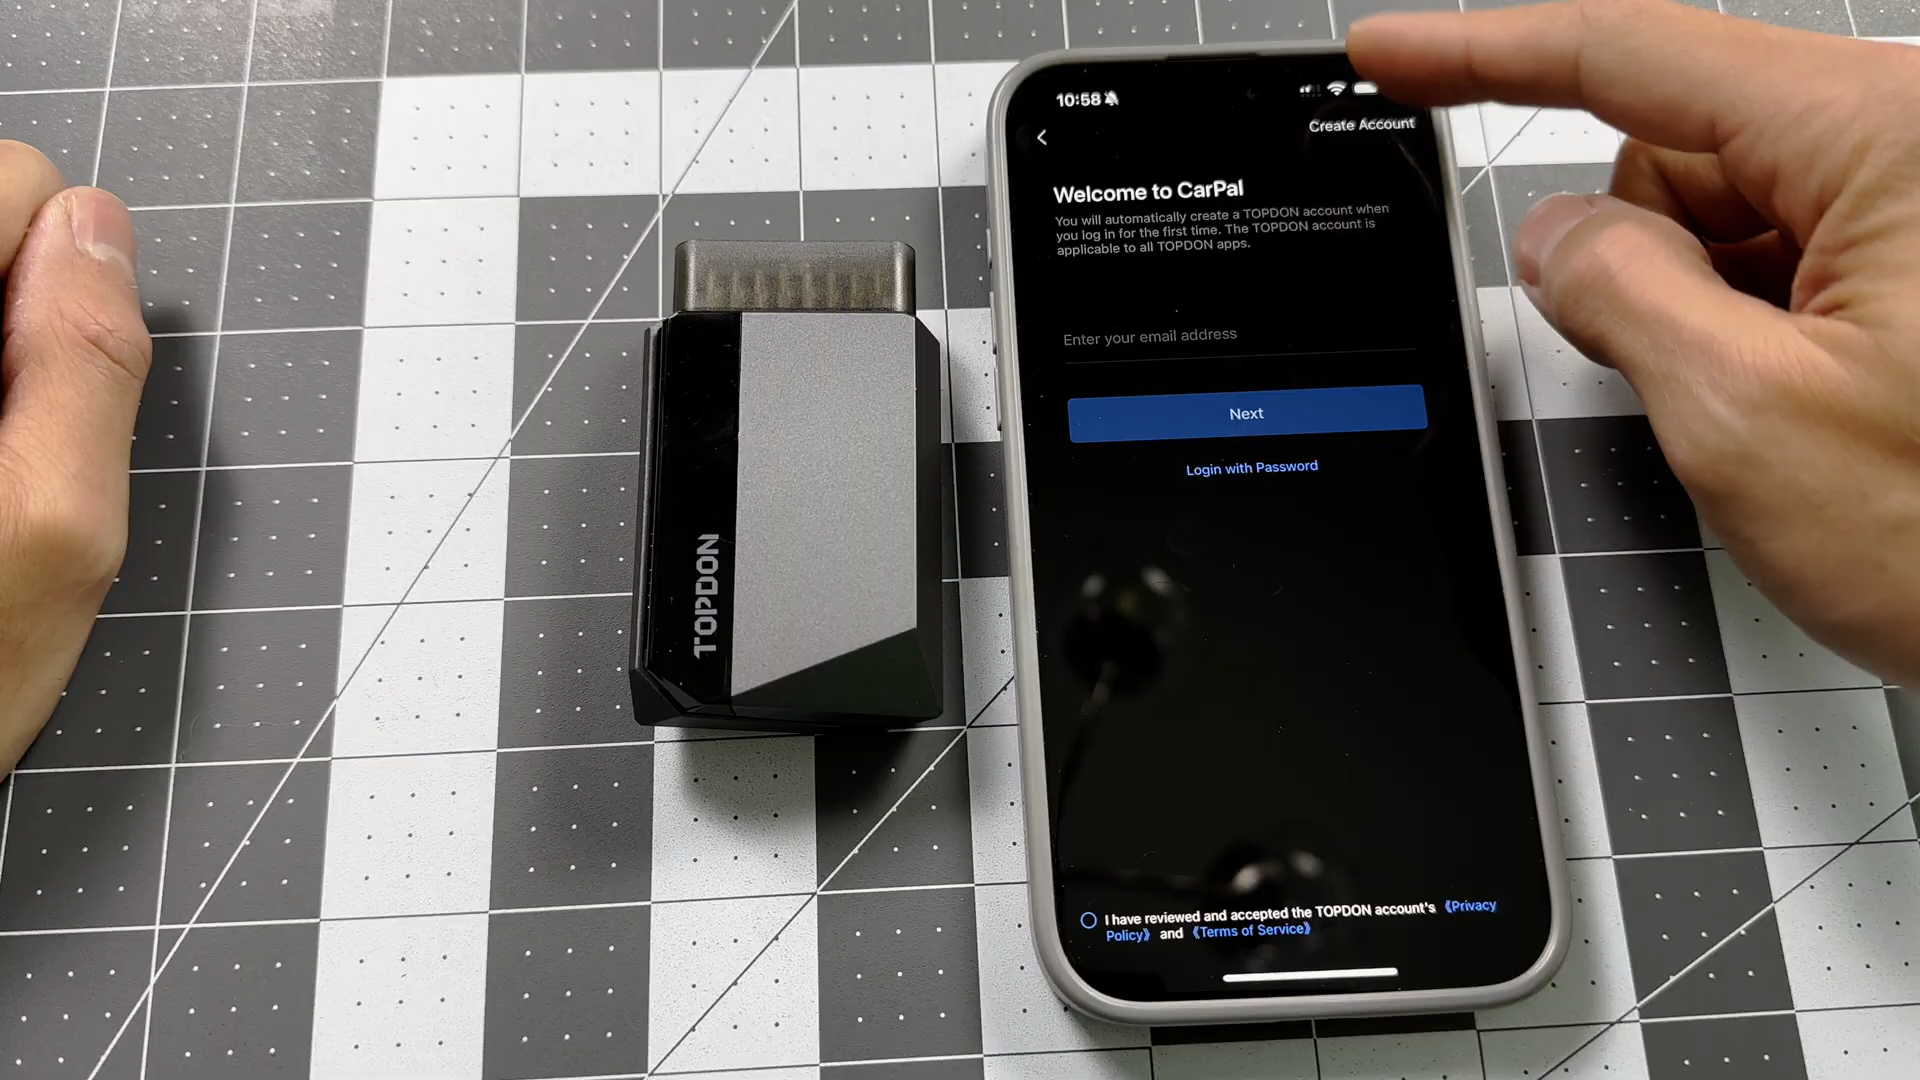 TOPDON
10:58
Create Account
Welcome to CarPal
You will automatically create a TOPDON account when
you log in for the first time. The TOPDON account is
applicable to all TOPDON apps.
Enter your email address
Next
Login with Password
I have reviewed and accepted the TOPDON account's 《Privacy
Policy》 and 《Terms of Service》